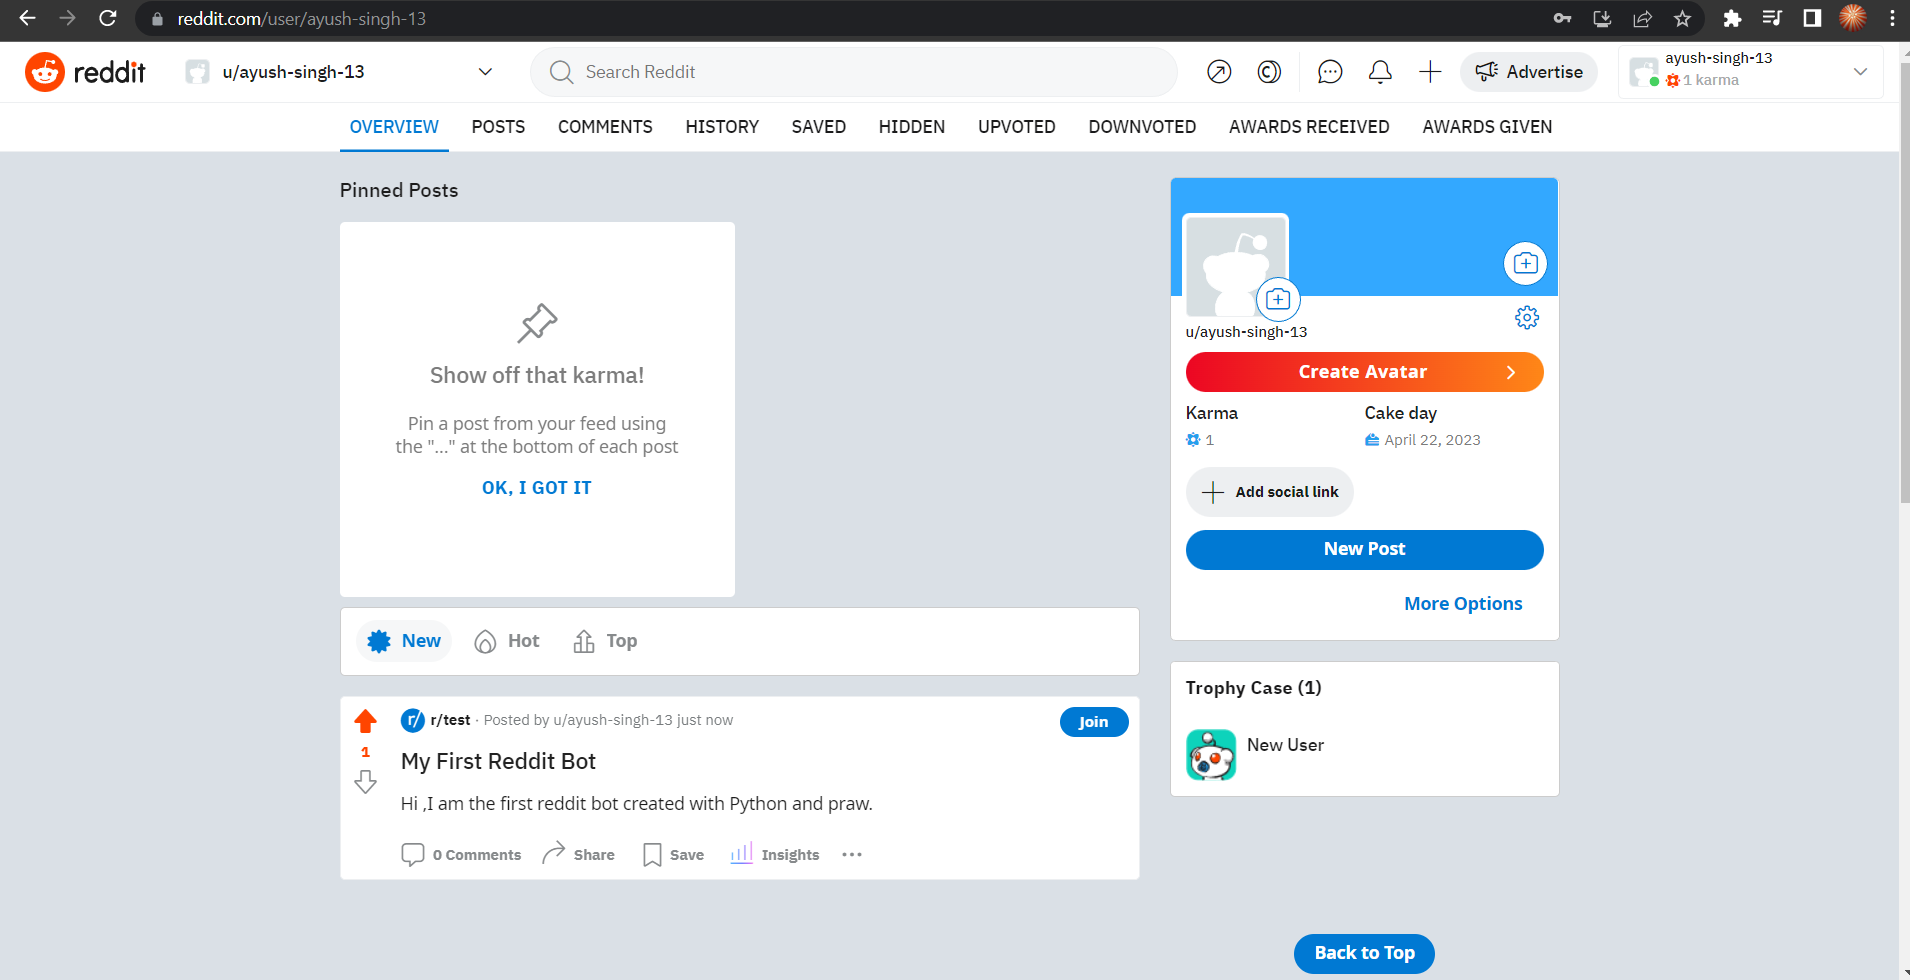 reddit.com/user/ayush-singh-13
reddit
u/ayush-singh-13
Search Reddit
Advertise
ayush-singh-13
1 karma
OVERVIEW POSTS COMMENTS HISTORY SAVED HIDDEN UPVOTED DOWNVOTED AWARDS RECEIVED AWARDS GIVEN
Pinned Posts
Show off that karma!
Pin a post from your feed using
the "..." at the bottom of each post
OK, I GOT IT
New Hot Top
1
r/ r/test · Posted by u/ayush-singh-13 just now
Join
My First Reddit Bot
Hi ,I am the first reddit bot created with Python and praw.
0 Comments Share Save Insights
u/ayush-singh-13
Create Avatar
Karma Cake day
1 April 22, 2023
Add social link
New Post
More Options
Trophy Case (1)
New User
Back to Top